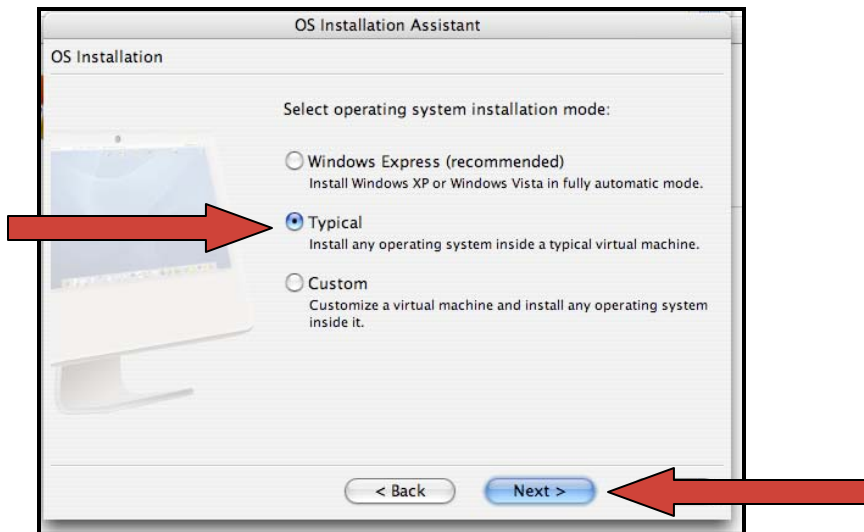 OS Installation Assistant
OS Installation
Select operating system installation mode:
Windows Express (recommended)
Install Windows XP or Windows Vista in fully automatic mode.
Typical
Install any operating system inside a typical virtual machine.
Custom
Customize a virtual machine and install any operating system
inside it.
< Back
Next >